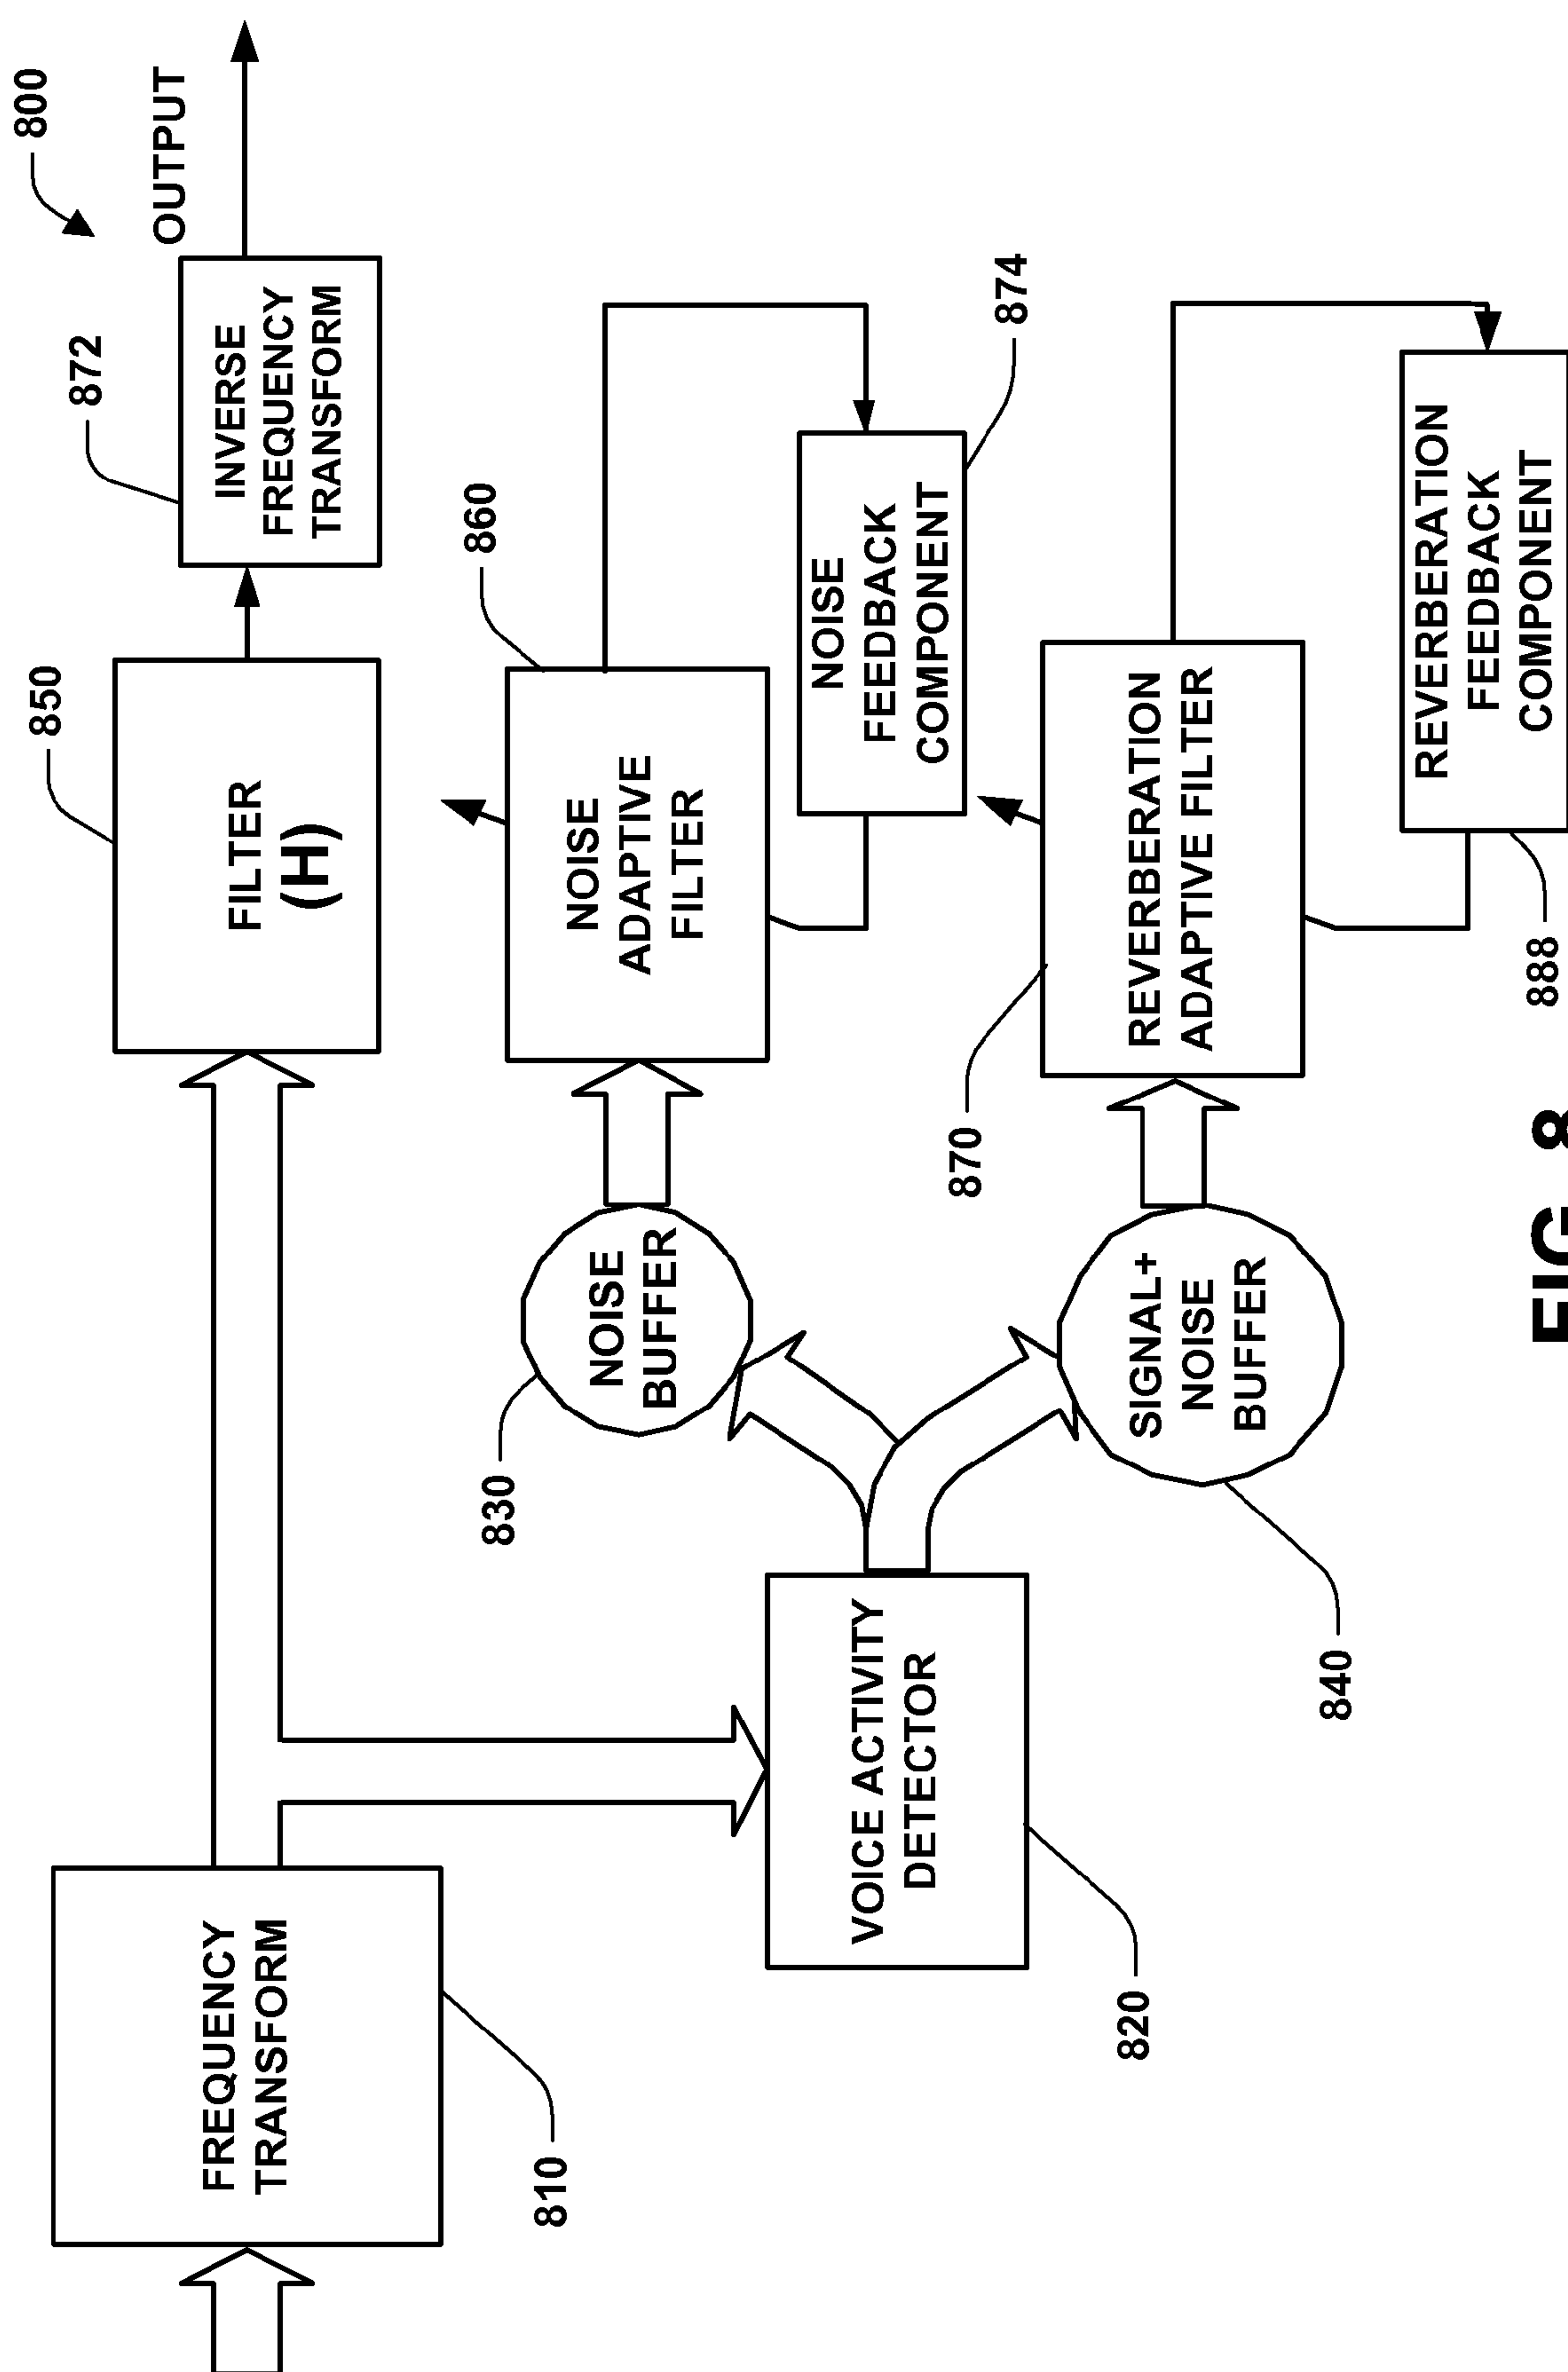 800
OUTPUT
872
INVERSE
FREQUENCY
TRANSFORM
850
FILTER
(H)
FREQUENCY
TRANSFORM
810
860
NOISE
ADAPTIVE
FILTER
NOISE
BUFFER
830
874
NOISE
FEEDBACK
COMPONENT
VOICE ACTIVITY
DETECTOR
820
870
REVERBERATION
ADAPTIVE FILTER
SIGNAL+
NOISE
BUFFER
840
REVERBERATION
FEEDBACK
COMPONENT
888
FIG. 8